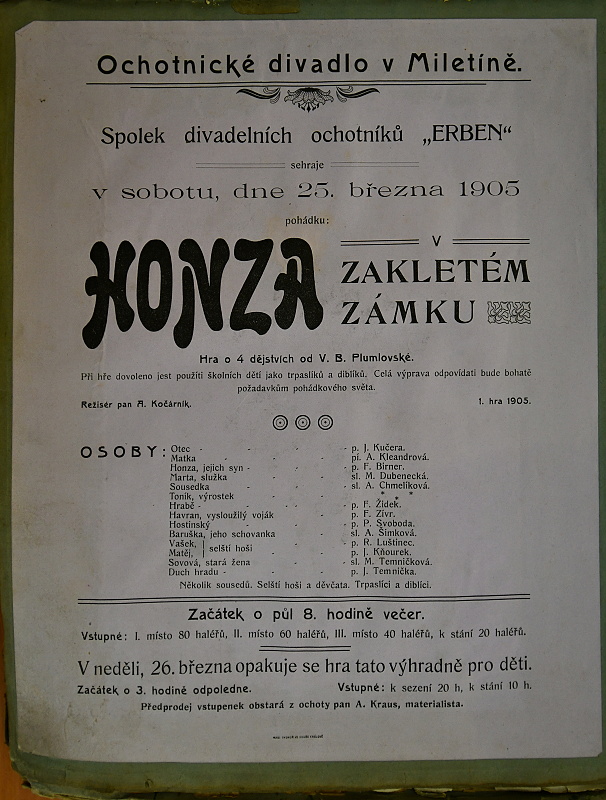 Ochotnické divadlo v Miletíně.
Spolek divadelních ochotníků „ERBEN“
sehraje
v sobotu, dne 25. března 1905
pohádku:
HONZA V ZAKLETÉM ZÁMKU
Hra o 4 dějstvích od V. B. Plumlovské.
Při hře dovoleno jest použíti školních dětí jako trpaslíků a diblíků. Celá výprava odpovídati bude bohatě
požadavkům pohádkového světa.
Režisér pan A. Kočárník. 1. hra 1905.
OSOBY:
Otec - - - - p. J. Kučera.
Matka - - - pí. A. Kleandrová.
Honza, jejich syn - - - - p. F. Birner.
Marta, služka - - - sl. M. Dubenecká.
Sousedka - - - - sl. A. Chmelíková.
Toník, výrostek - - - * * *
Hrabě - - - - p. F. Židek.
Havran, vysloužilý voják - - p. F. Zívr.
Hostinský - - - - p. P. Svoboda.
Baruška, jeho schovanka - - sl. A. Šimková.
Vašek, - - p. R. Luštinec.
Matěj, } selští hoši - - p. J. Kňourek.
Sovová, stará žena - - - sl. M. Temníčková.
Duch hradu - - - - p. J. Temnička.
Několik sousedů. Selští hoši a děvčata. Trpaslíci a diblíci.
Začátek o půl 8. hodině večer.
Vstupné: I. místo 80 haléřů, II. místo 60 haléřů, III. místo 40 haléřů, k stání 20 haléřů.
V neděli, 26. března opakuje se hra tato výhradně pro děti.
Začátek o 3. hodině odpoledne. Vstupné: k sezení 20 h, k stání 10 h.
Předprodej vstupenek obstará z ochoty pan A. Kraus, materialista.